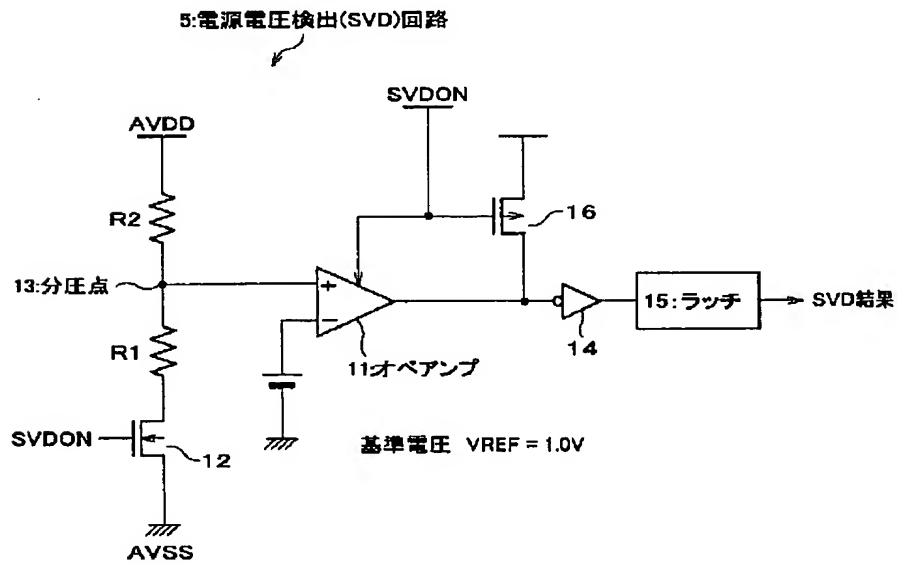 5:電源電圧検出(SVD)回路
SVDON
AVDD
R2
16
13:分圧点
+
−
15:ラッチ
SVD結果
14
R1
11:オペアンプ
SVDON
12
基準電圧 VREF = 1.0V
AVSS